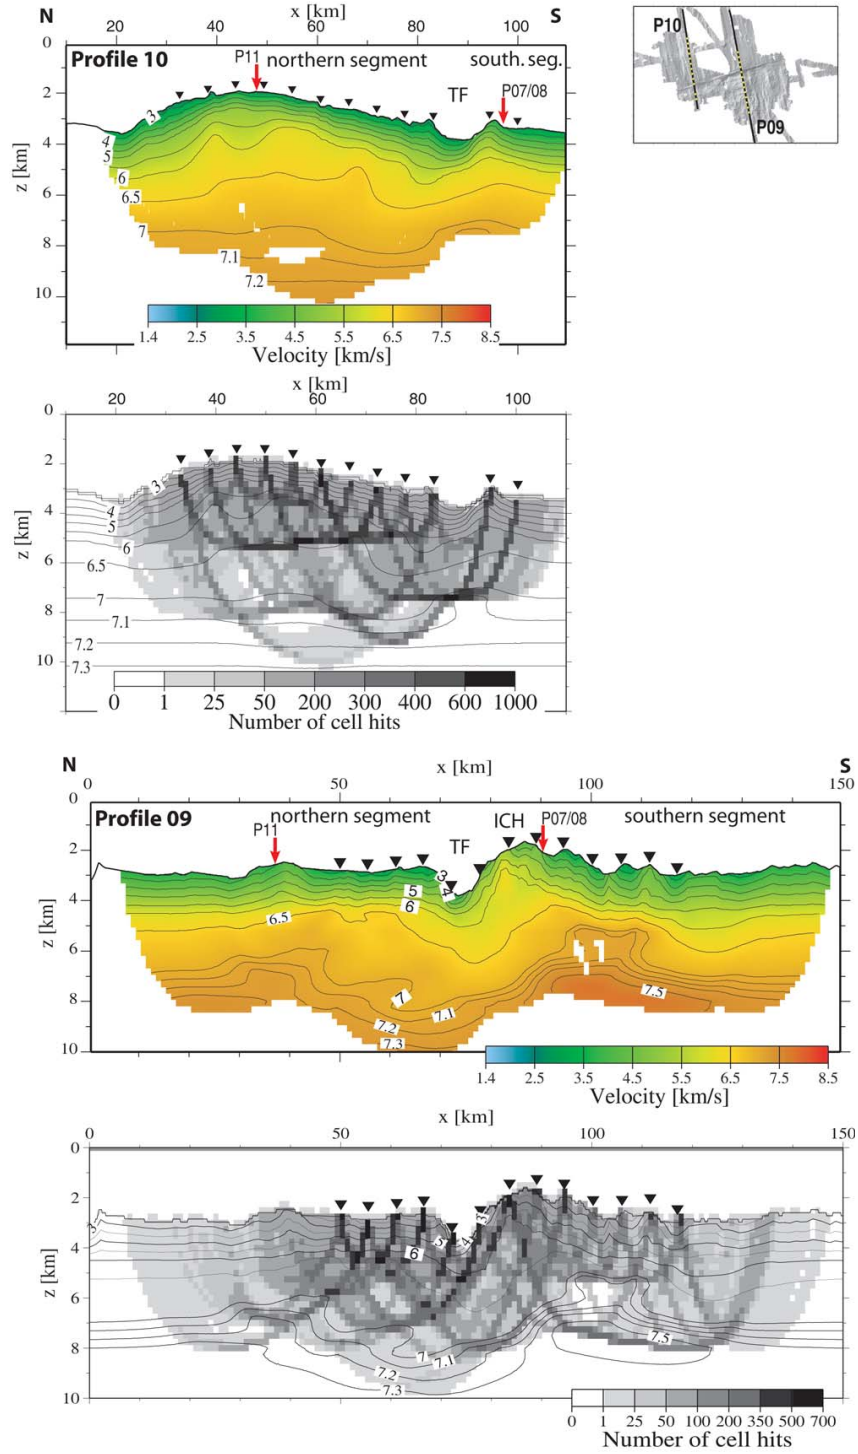 N x [km] S
20 40 60 80 100
Profile 10 P11 northern segment south. seg.
TF P07/08
z [km]
0
2
4
6
8
10
3
4
5
6
6.5
7
7.1
7.2
1.4 2.5 3.5 4.5 5.5 6.5 7.5 8.5
Velocity [km/s]
P10
P09
x [km]
20 40 60 80 100
z [km]
0
2
4
6
8
10
3
4
5
6
6.5
7
7.1
7.2
7.3
0 1 25 50 200 300 400 600 1000
Number of cell hits
N x [km] S
0 50 100 150
Profile 09 P11 northern segment TF ICH P07/08 southern segment
z [km]
0
2
4
6
8
10
3
4
5
6
6.5
7
7.1
7.2
7.3
7.5
1.4 2.5 3.5 4.5 5.5 6.5 7.5 8.5
Velocity [km/s]
x [km]
0 50 100 150
z [km]
0
2
4
6
8
10
3
3
4
5
6
7
7.1
7.2
7.3
7.5
0 1 25 50 100 200 350 500 700
Number of cell hits